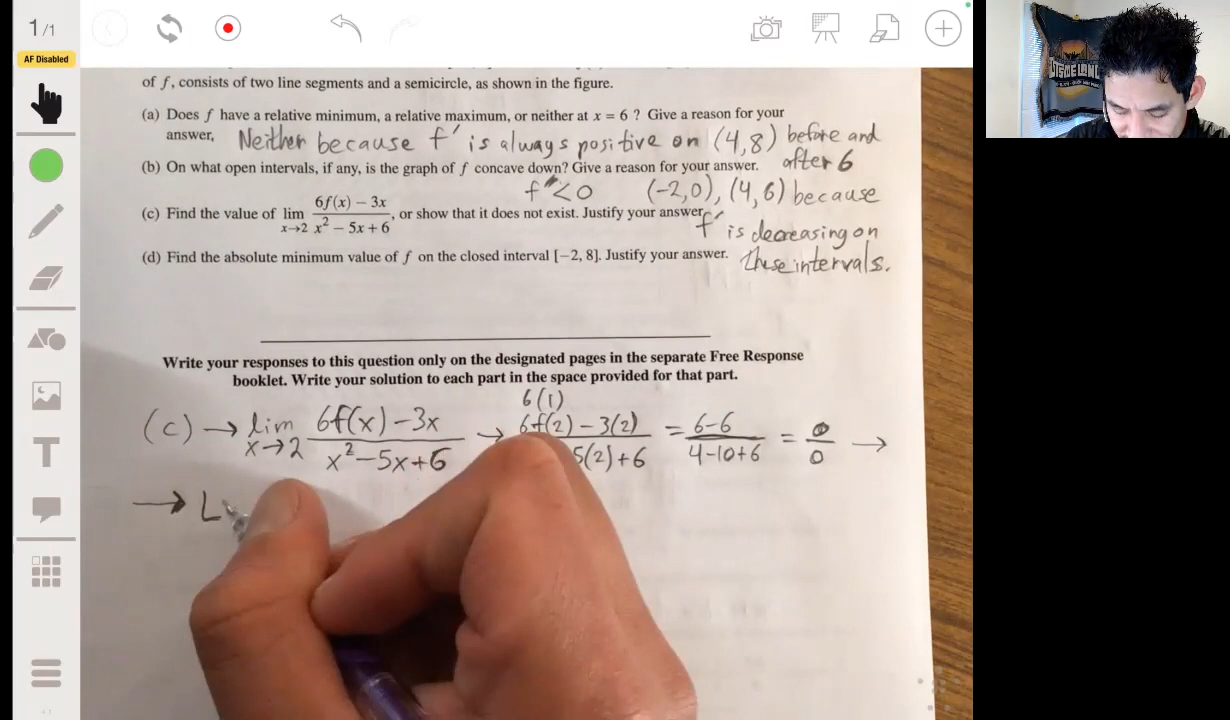 1/1
AF Disabled
T
of f, consists of two line segments and a semicircle, as shown in the figure.
(a) Does f have a relative minimum, a relative maximum, or neither at x = 6 ? Give a reason for your
answer, Neither because f′ is always positive on (4,8) before and
after 6
(b) On what open intervals, if any, is the graph of f concave down? Give a reason for your answer.
f″<0 (-2,0), (4,6) because
f′ is decreasing on
these intervals.
(c) Find the value of lim x→2 6f(x) − 3x / x² − 5x + 6, or show that it does not exist. Justify your answer
(d) Find the absolute minimum value of f on the closed interval [−2, 8]. Justify your answer.
Write your responses to this question only on the designated pages in the separate Free Response
booklet. Write your solution to each part in the space provided for that part.
6(1)
(c) → lim x→2 6f(x)−3x / x²−5x+6 → 6f(2)−3(2) / 5(2)+6 = 6−6 / 4−10+6 = 0/0 →
→ L